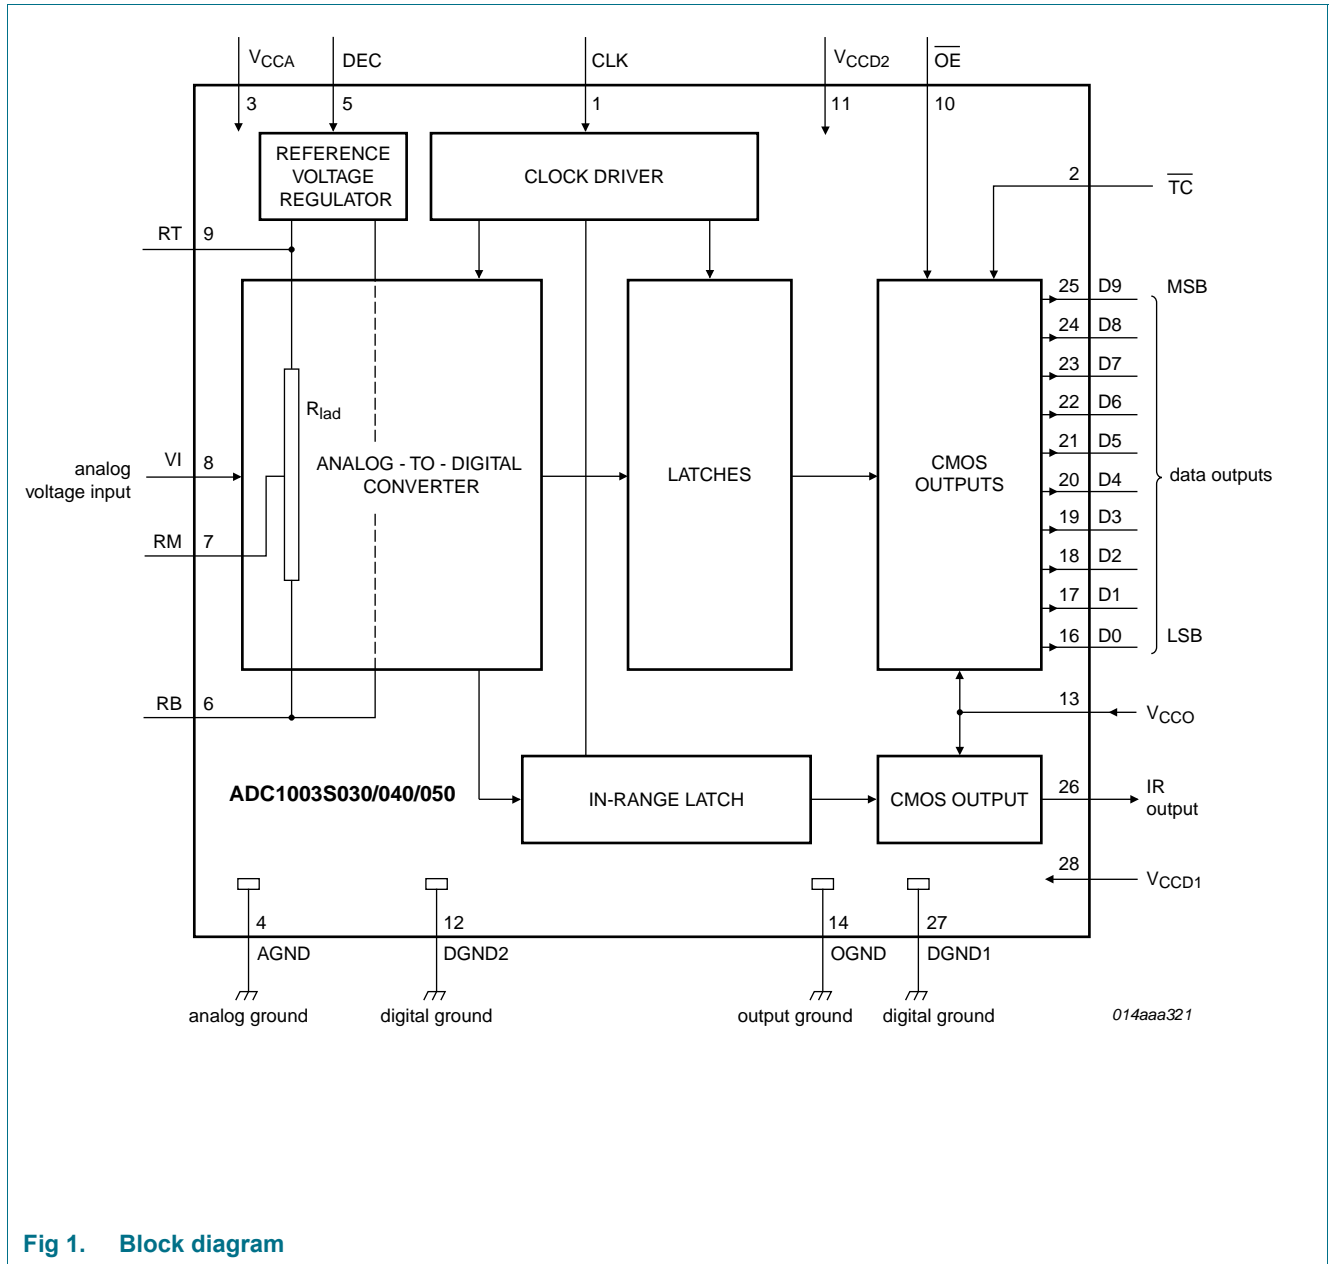 VCCA
DEC
CLK
VCCD2
OE
3
5
1
11
10
REFERENCE
VOLTAGE
REGULATOR
CLOCK DRIVER
2
TC
RT
9
25
D9
MSB
24
D8
23
D7
Rlad
22
D6
21
D5
analog
voltage input
VI
8
ANALOG - TO - DIGITAL
CONVERTER
LATCHES
CMOS
OUTPUTS
20
D4
data outputs
19
D3
RM
7
18
D2
17
D1
16
D0
LSB
RB
6
13
VCCO
ADC1003S030/040/050
IN-RANGE LATCH
CMOS OUTPUT
26
IR
output
28
VCCD1
4
12
14
27
AGND
DGND2
OGND
DGND1
analog ground
digital ground
output ground
digital ground
014aaa321
Fig 1. Block diagram